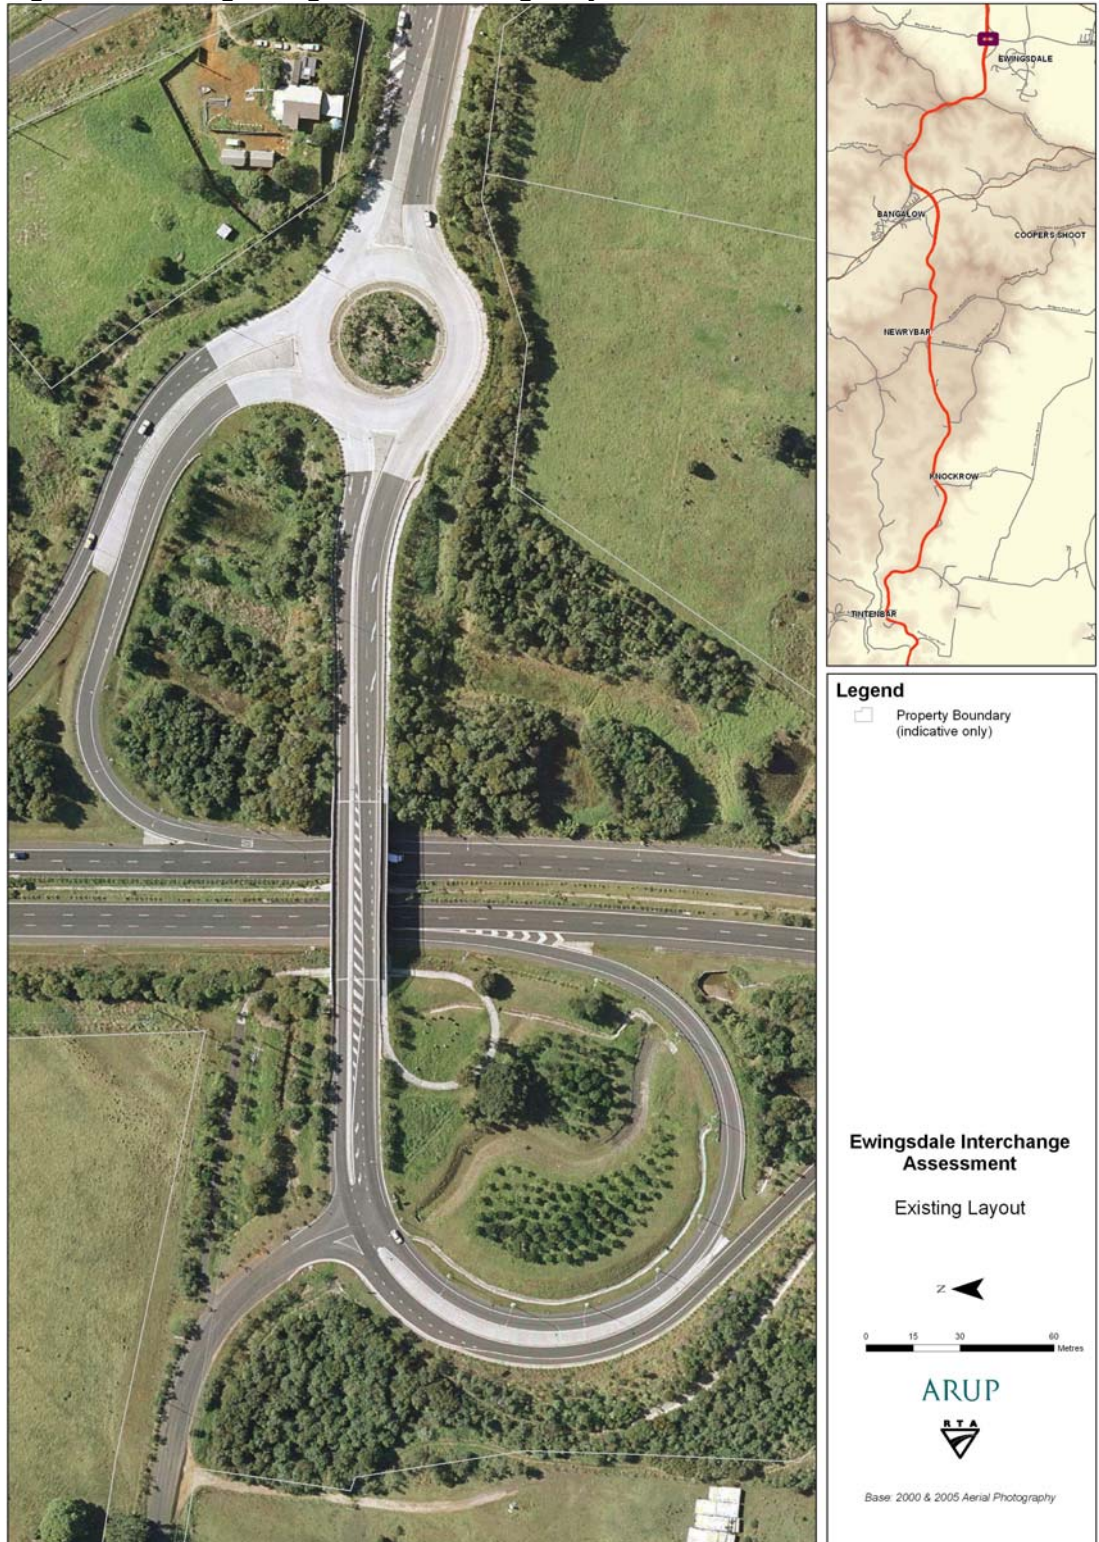 EWINGSDALE
BANGALOW
COOPERS SHOOT
NEWRYBAR
KNOCKROW
TINTENBAR
Legend
Property Boundary
(indicative only)
Ewingsdale Interchange
Assessment
Existing Layout
N
0 15 30 60
Metres
ARUP
RTA
Base: 2000 & 2005 Aerial Photography